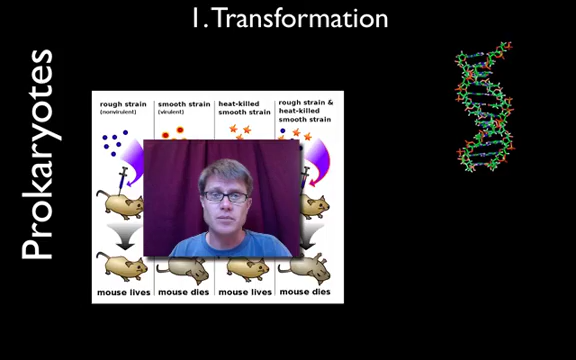 1. Transformation
Prokaryotes
rough strain
(nonvirulent)
smooth strain
(virulent)
heat-killed
smooth strain
rough strain &
heat-killed
smooth strain
mouse lives
mouse dies
mouse lives
mouse dies